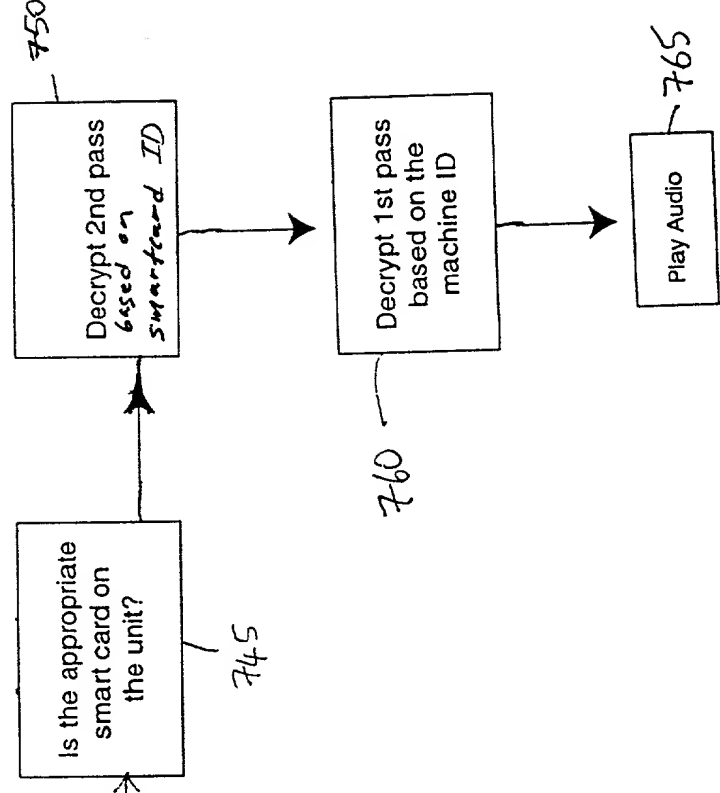 Is the appropriate
smart card on
the unit?
745
Decrypt 2nd pass
based on
smartcard ID
750
Decrypt 1st pass
based on the
machine ID
760
Play Audio
765